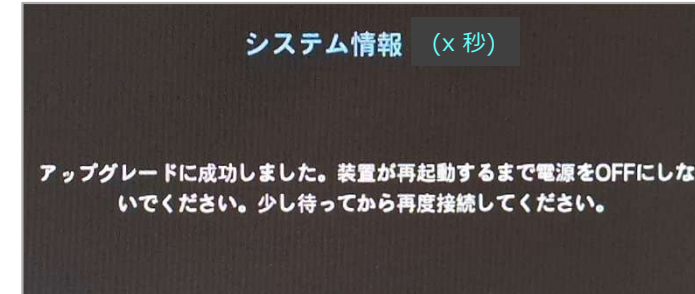 システム情報 (x 秒)
アップグレードに成功しました。装置が再起動するまで電源をOFFにしな
いでください。少し待ってから再度接続してください。